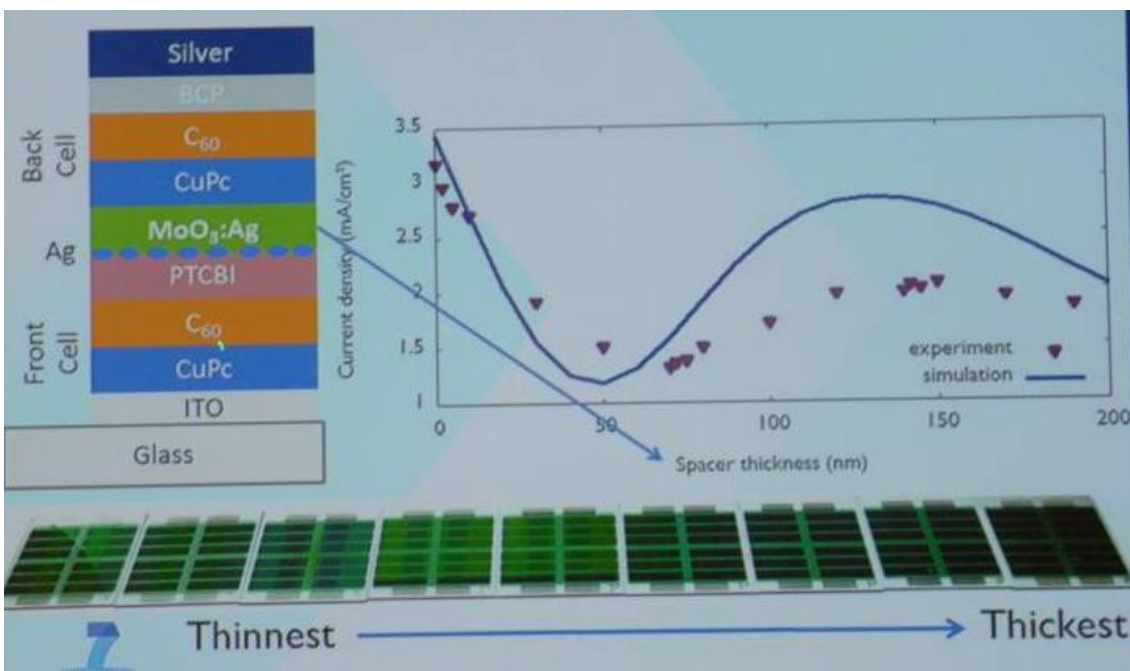 Silver
BCP
C₆₀
CuPc
MoO₃:Ag
PTCBI
C₆₀
CuPc
ITO
Glass
Back
Cell
Ag
Front
Cell
3.5
3
2.5
2
1.5
1
Current density (mA/cm²)
0
50
100
150
200
Spacer thickness (nm)
experiment
simulation
Thinnest
Thickest
7